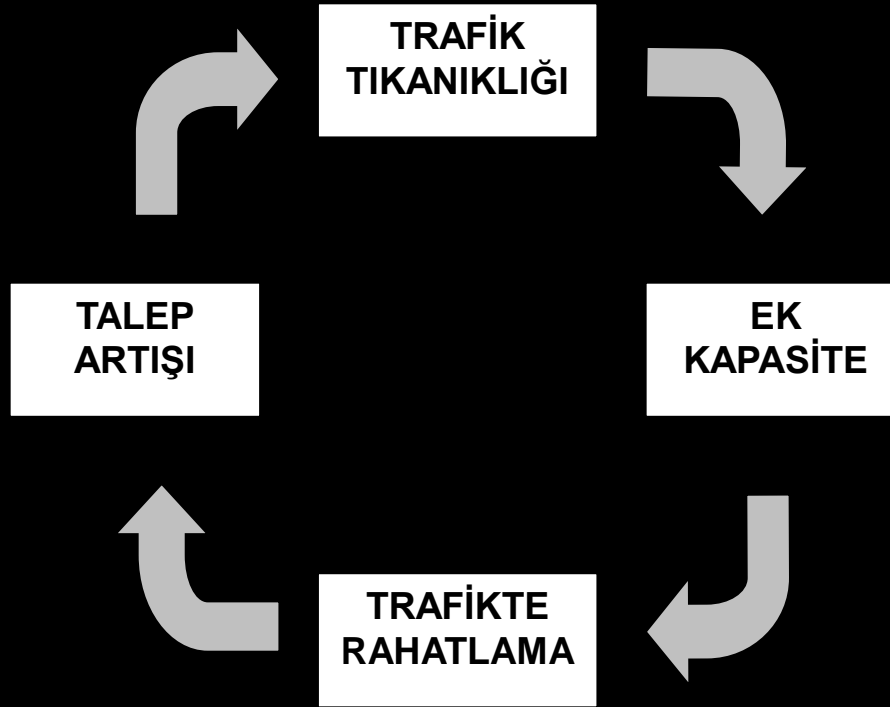 TRAFİK
TIKANIKLIĞI
TALEP
ARTIŞI
EK
KAPASİTE
TRAFİKTE
RAHATLAMA